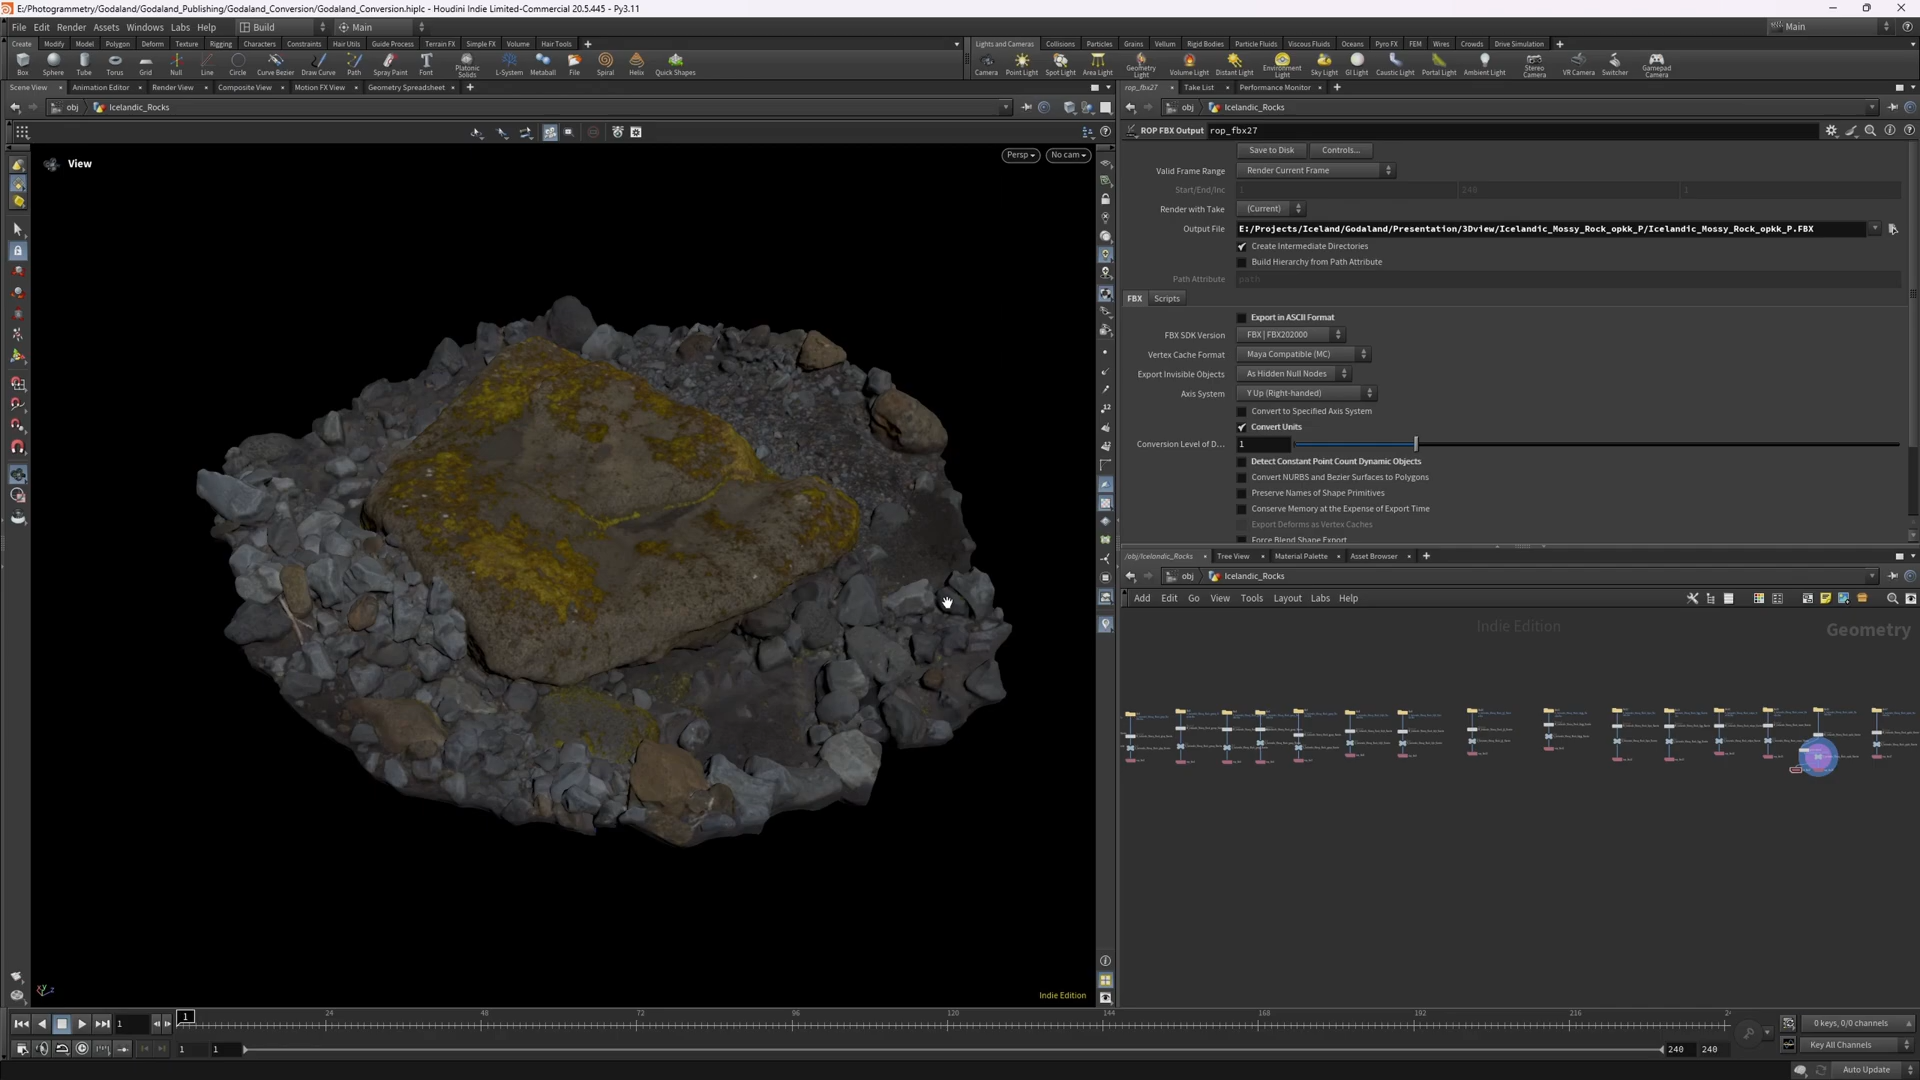 E:/Photogrammetry/Godaland/Godaland_Publishing/Godaland_Conversion/Godaland_Conversion.hiplc - Houdini Indie Limited-Commercial 20.5.445 - Py3.11
File Edit Render Assets Windows Labs Help Build Main Main
Create Modify Model Polygon Deform Texture Rigging Characters Constraints Hair Utils Guide Process Terrain FX Simple FX Volume Hair Tools
Lights and Cameras Collisions Particles Grains Vellum Rigid Bodies Particle Fluids Viscous Fluids Oceans Pyro FX FEM Wires Crowds Drive Simulation
Box Sphere Tube Torus Grid Null Line Circle Curve Bezier Draw Curve Path Spray Paint Font Platonic Solids L-System Metaball File Spiral Helix Quick Shapes
Camera Point Light Spot Light Area Light Geometry Light Volume Light Distant Light Environment Light Sky Light GI Light Caustic Light Portal Light Ambient Light Stereo Camera VR Camera Switcher Gamepad Camera
Scene View Animation Editor Render View Composite View Motion FX View Geometry Spreadsheet
rop_fbx27 Take List Performance Monitor
obj Icelandic_Rocks
obj Icelandic_Rocks
View
Persp No cam
ROP FBX Output rop_fbx27
Save to Disk Controls...
Valid Frame Range Render Current Frame
Start/End/Inc 1 240 1
Render with Take (Current)
Output File E:/Projects/Iceland/Godaland/Presentation/3Dview/Icelandic_Mossy_Rock_opkk_P/Icelandic_Mossy_Rock_opkk_P.FBX
Create Intermediate Directories
Build Hierarchy from Path Attribute
Path Attribute path
FBX Scripts
Export in ASCII Format
FBX SDK Version FBX | FBX202000
Vertex Cache Format Maya Compatible (MC)
Export Invisible Objects As Hidden Null Nodes
Axis System Y Up (Right-handed)
Convert to Specified Axis System
Convert Units
Conversion Level of D... 1
Detect Constant Point Count Dynamic Objects
Convert NURBS and Bezier Surfaces to Polygons
Preserve Names of Shape Primitives
Conserve Memory at the Expense of Export Time
Export Deforms as Vertex Caches
Force Blend Shape Export
/obj/Icelandic_Rocks Tree View Material Palette Asset Browser
obj Icelandic_Rocks
Add Edit Go View Tools Layout Labs Help
Indie Edition
Geometry
Indie Edition
1 1 24 48 72 96 120 144 168 192 216
0 keys, 0/0 channels
1 1 240 240
Key All Channels
Auto Update